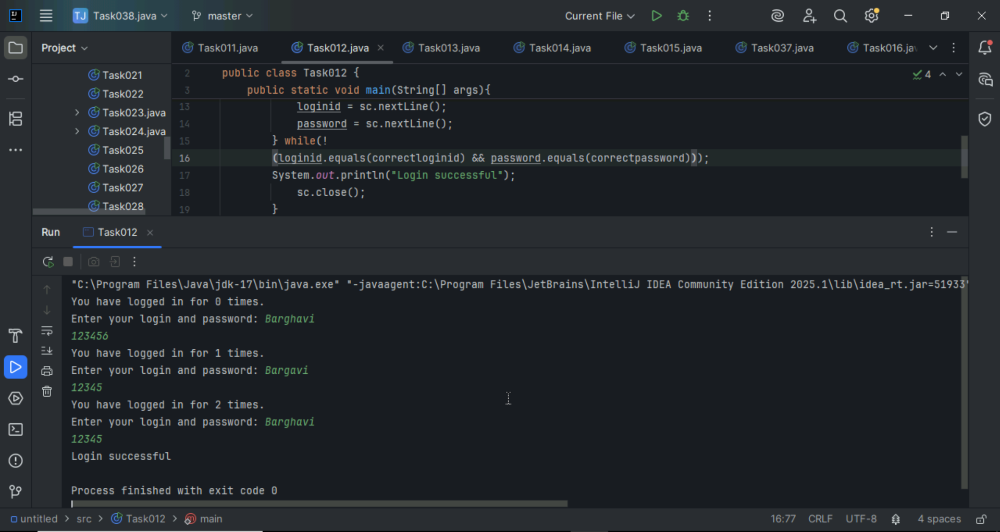 TJ Task038.java master Current File
Project
Task011.java Task012.java Task013.java Task014.java Task015.java Task037.java Task016.jav
Task021
Task022
Task023.java
Task024.java
Task025
Task026
Task027
Task028
2 public class Task012 {
3 public static void main(String[] args){
13 loginid = sc.nextLine();
14 password = sc.nextLine();
15 } while(!
16 (loginid.equals(correctloginid) && password.equals(correctpassword)));
17 System.out.println("Login successful");
18 sc.close();
19 }
4
Run Task012
"C:\Program Files\Java\jdk-17\bin\java.exe" "-javaagent:C:\Program Files\JetBrains\IntelliJ IDEA Community Edition 2025.1\lib\idea_rt.jar=51933"
You have logged in for 0 times.
Enter your login and password: Barghavi
123456
You have logged in for 1 times.
Enter your login and password: Bargavi
12345
You have logged in for 2 times.
Enter your login and password: Barghavi
12345
Login successful
Process finished with exit code 0
untitled > src > Task012 > main 16:77 CRLF UTF-8 4 spaces